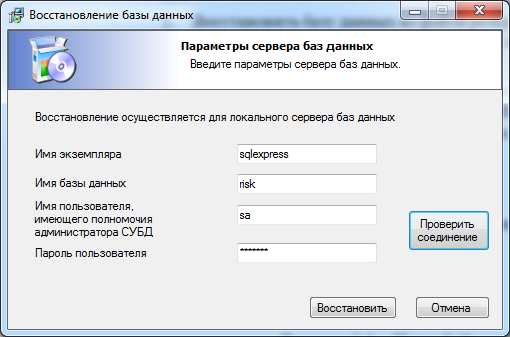 Восстановление базы данных
Параметры сервера баз данных
Введите параметры сервера баз данных.
Восстановление осуществляется для локального сервера баз данных
Имя экземпляра
sqlexpress
Имя базы данных
risk
Имя пользователя,
имеющего полномочия
администратора СУБД
sa
Проверить
соединение
Пароль пользователя
*******
Восстановить
Отмена